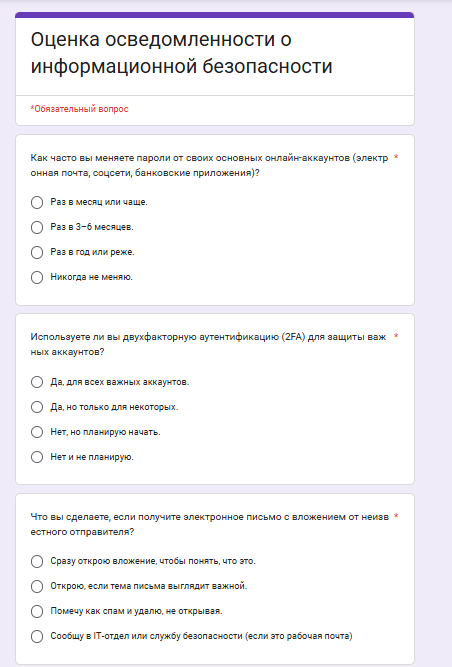 Оценка осведомленности о
информационной безопасности
*Обязательный вопрос
Как часто вы меняете пароли от своих основных онлайн-аккаунтов (электр *
онная почта, соцсети, банковские приложения)?
Раз в месяц или чаще.
Раз в 3–6 месяцев.
Раз в год или реже.
Никогда не меняю.
Используете ли вы двухфакторную аутентификацию (2FA) для защиты важ *
ных аккаунтов?
Да, для всех важных аккаунтов.
Да, но только для некоторых.
Нет, но планирую начать.
Нет и не планирую.
Что вы сделаете, если получите электронное письмо с вложением от неизв *
естного отправителя?
Сразу открою вложение, чтобы понять, что это.
Открою, если тема письма выглядит важной.
Помечу как спам и удалю, не открывая.
Сообщу в IT-отдел или службу безопасности (если это рабочая почта)